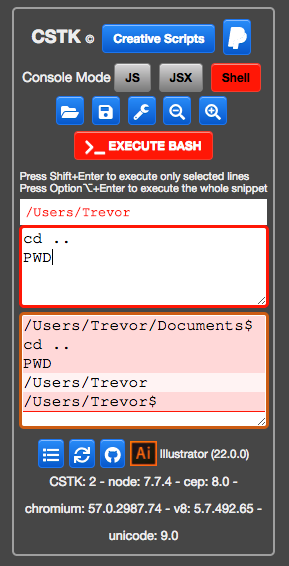 CSTK © Creative Scripts
Console Mode JS JSX Shell
EXECUTE BASH
Press Shift+Enter to execute only selected lines
Press Option⌥+Enter to execute the whole snippet
/Users/Trevor
cd ..
PWD
/Users/Trevor/Documents$
cd ..
PWD
/Users/Trevor
/Users/Trevor$
Ai Illustrator (22.0.0)
CSTK: 2 - node: 7.7.4 - cep: 8.0 -
chromium: 57.0.2987.74 - v8: 5.7.492.65 -
unicode: 9.0